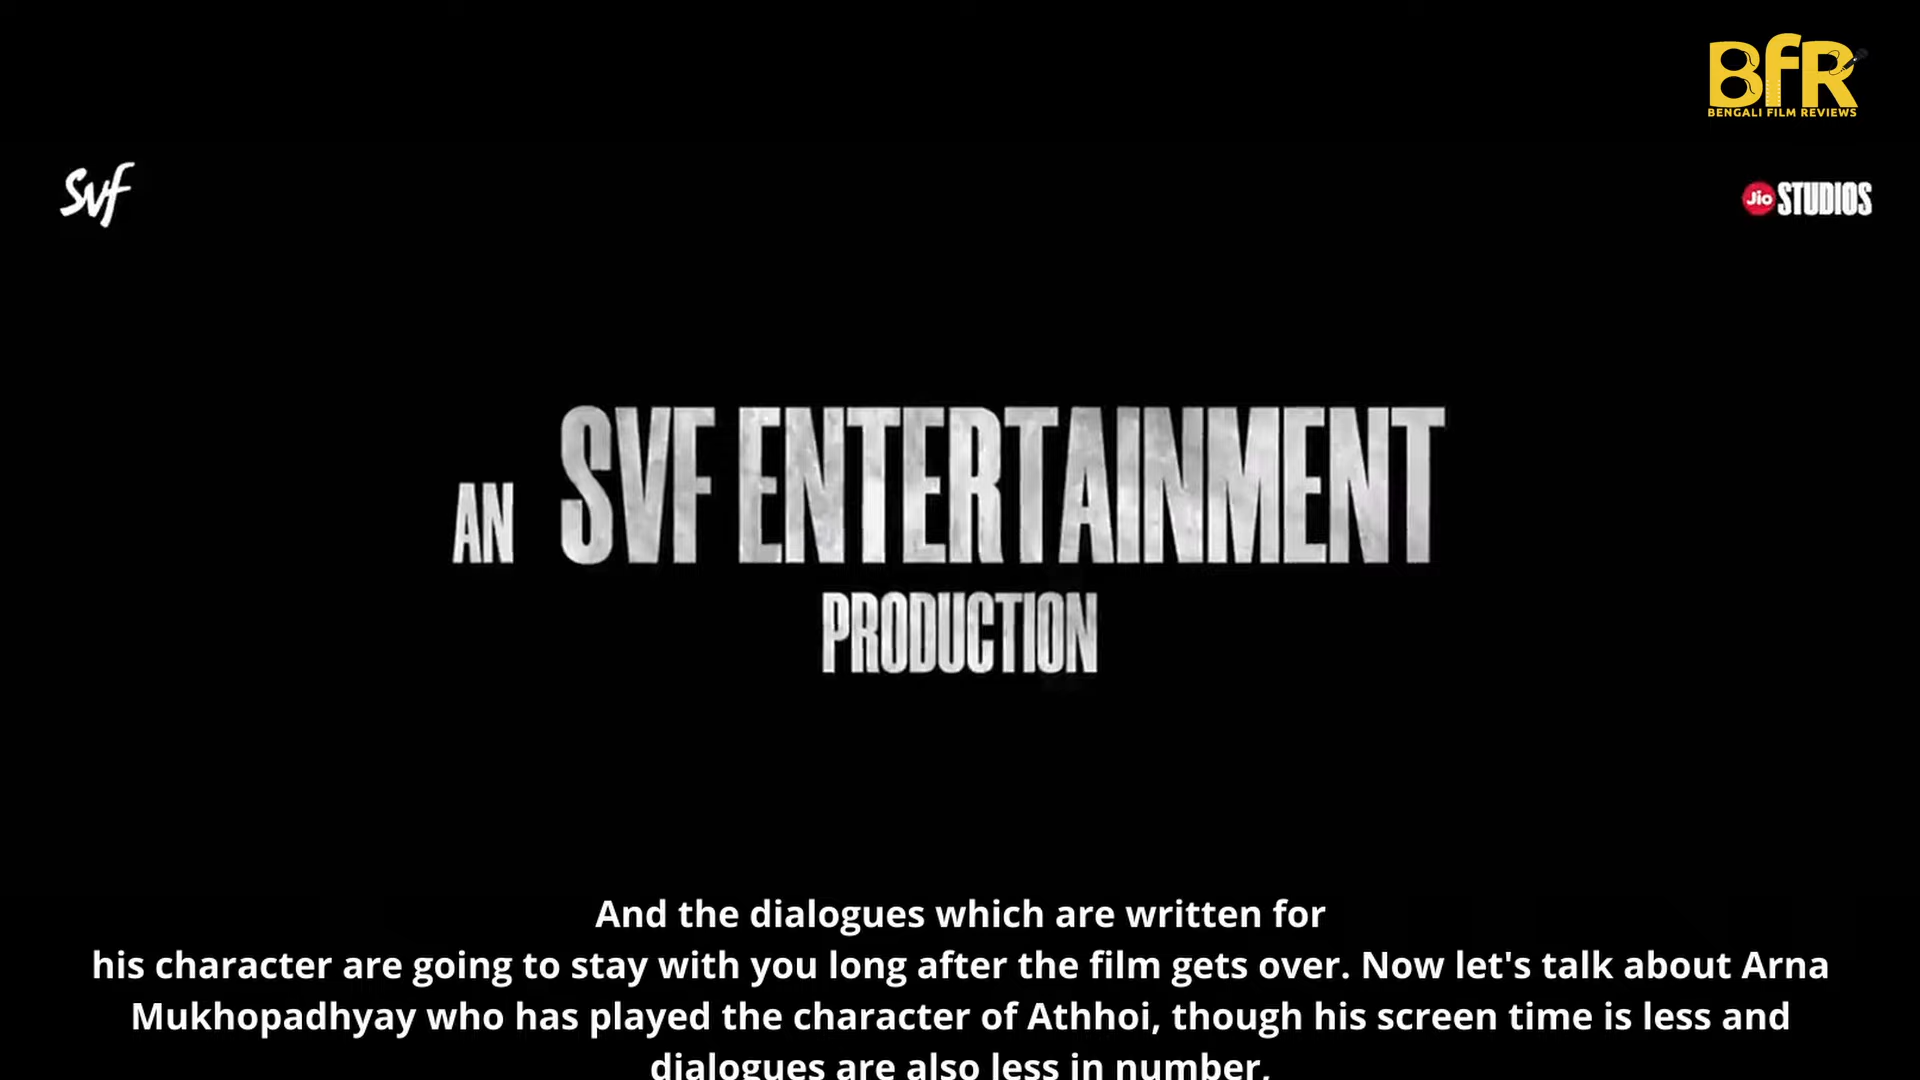 BfR
BENGALI FILM REVIEWS
Svf
Jio STUDIOS
AN SVF ENTERTAINMENT
PRODUCTION
And the dialogues which are written for
his character are going to stay with you long after the film gets over. Now let's talk about Arna
Mukhopadhyay who has played the character of Athhoi, though his screen time is less and
dialogues are also less in number,